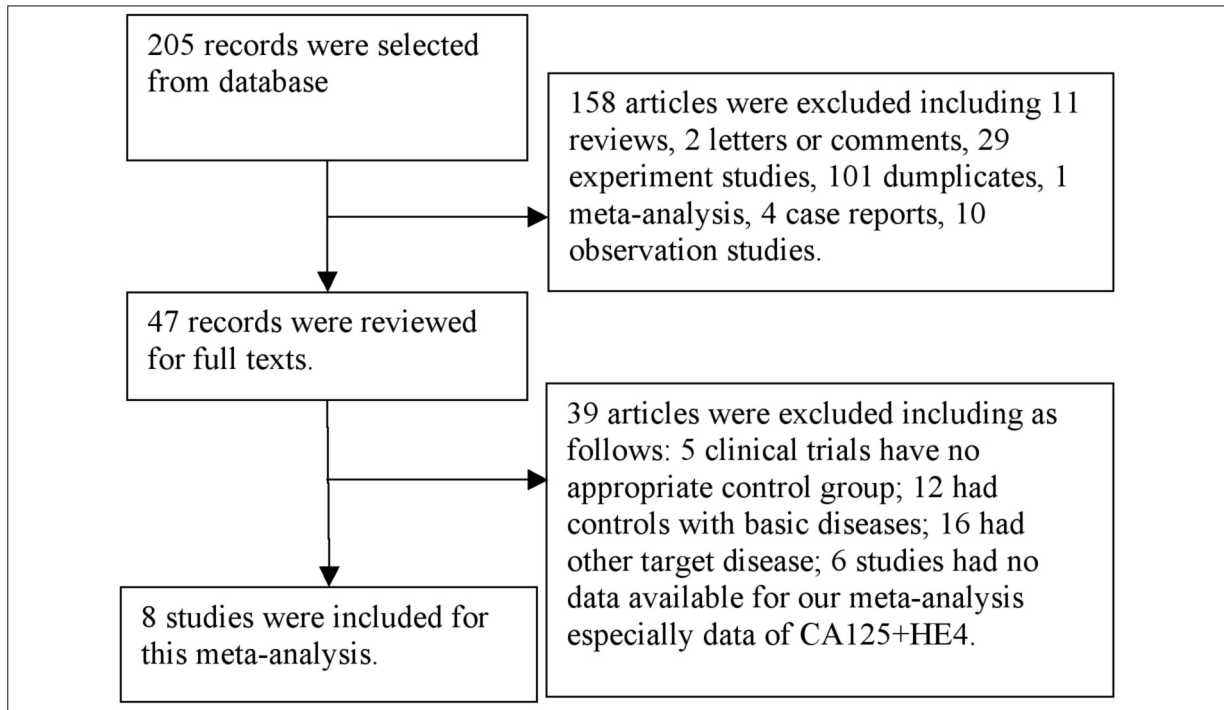 205 records were selected
from database
158 articles were excluded including 11
reviews, 2 letters or comments, 29
experiment studies, 101 dumplicates, 1
meta-analysis, 4 case reports, 10
observation studies.
47 records were reviewed
for full texts.
39 articles were excluded including as
follows: 5 clinical trials have no
appropriate control group; 12 had
controls with basic diseases; 16 had
other target disease; 6 studies had no
data available for our meta-analysis
especially data of CA125+HE4.
8 studies were included for
this meta-analysis.